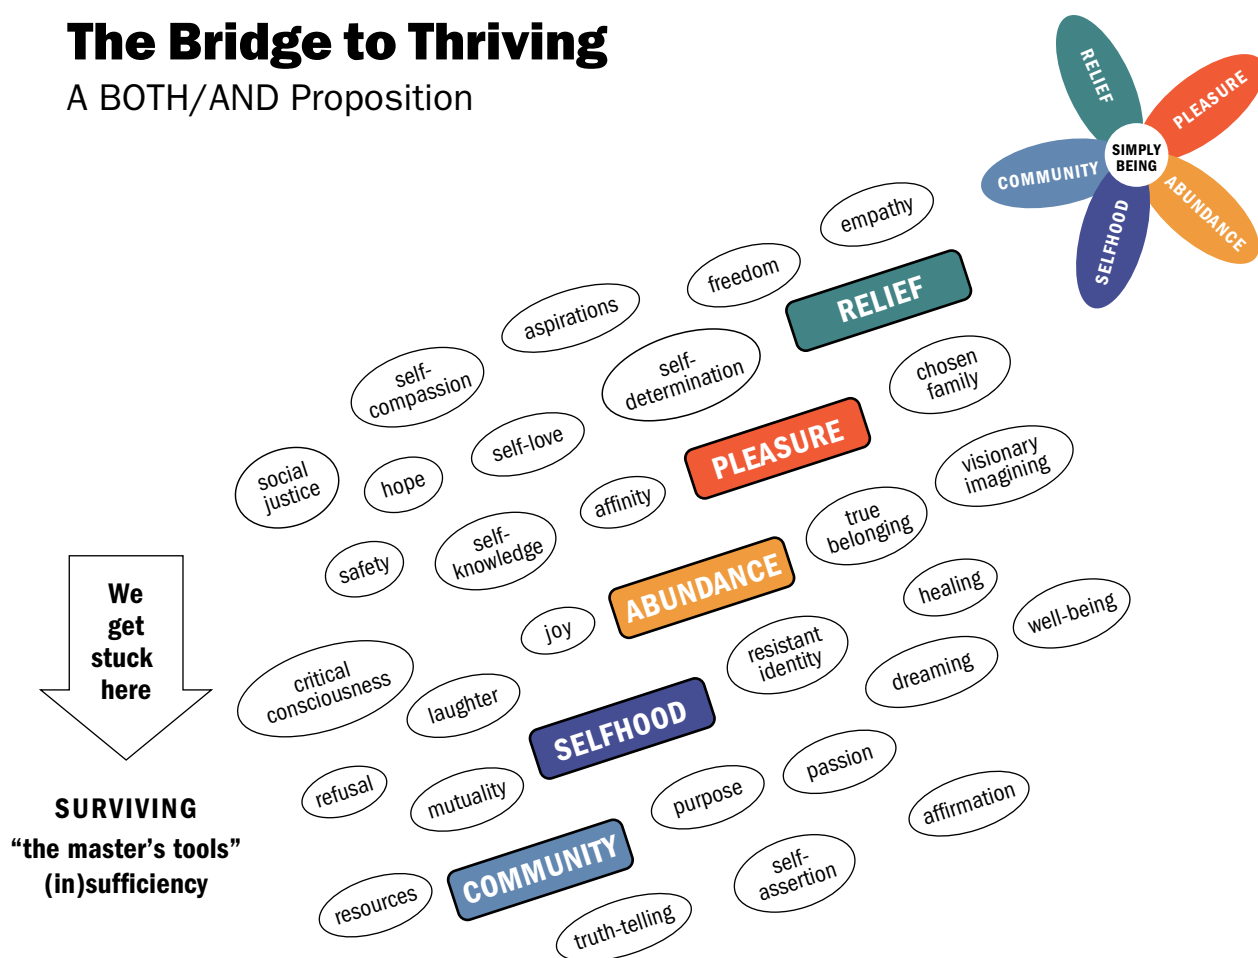 The Bridge to Thriving
A BOTH/AND Proposition
RELIEF
PLEASURE
SIMPLY
BEING
COMMUNITY
ABUNDANCE
SELFHOOD
empathy
freedom
aspirations
RELIEF
self-
compassion
self-
determination
chosen
family
self-love
PLEASURE
social
justice
hope
affinity
visionary
imagining
safety
self-
knowledge
true
belonging
ABUNDANCE
healing
well-being
joy
resistant
identity
dreaming
We
get
stuck
here
critical
consciousness
laughter
SELFHOOD
refusal
mutuality
purpose
passion
affirmation
SURVIVING
“the master’s tools”
(in)sufficiency
COMMUNITY
self-
assertion
resources
truth-telling